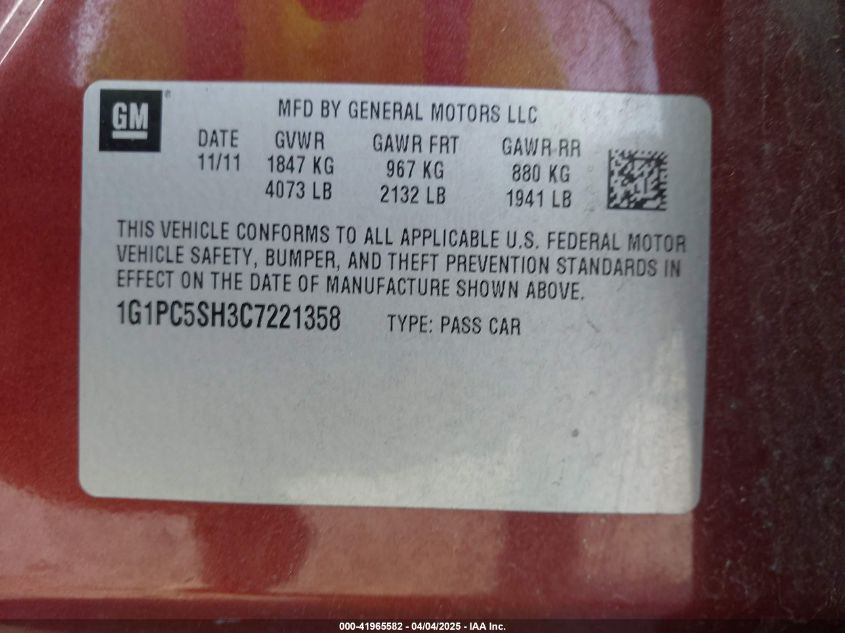 GM ®
MFD BY GENERAL MOTORS LLC
DATE GVWR GAWR FRT GAWR RR
11/11 1847 KG 967 KG 880 KG
4073 LB 2132 LB 1941 LB
THIS VEHICLE CONFORMS TO ALL APPLICABLE U.S. FEDERAL MOTOR
VEHICLE SAFETY, BUMPER, AND THEFT PREVENTION STANDARDS IN
EFFECT ON THE DATE OF MANUFACTURE SHOWN ABOVE.
1G1PC5SH3C7221358 TYPE: PASS CAR
000-41965582 - 04/04/2025 - IAA Inc.